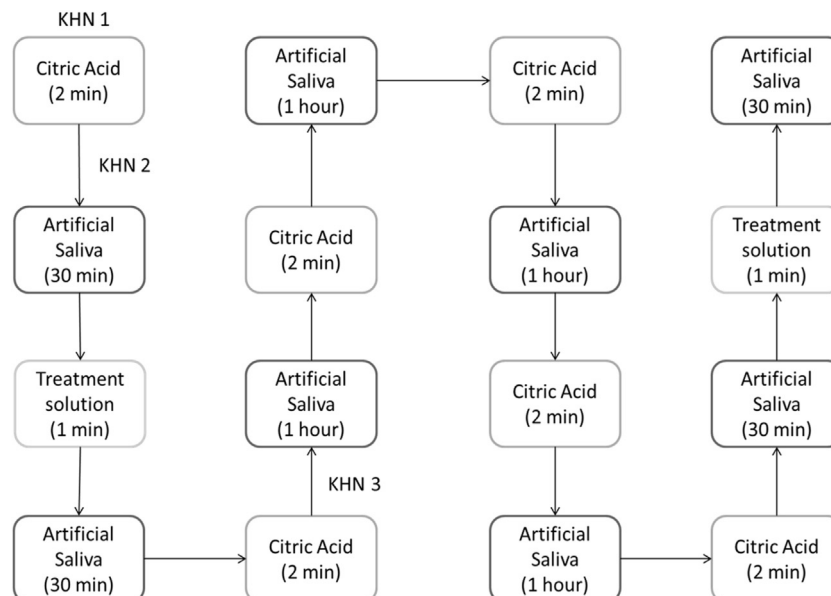 KHN 1
Citric Acid
(2 min)
KHN 2
Artificial
Saliva
(30 min)
Treatment
solution
(1 min)
Artificial
Saliva
(30 min)
Citric Acid
(2 min)
KHN 3
Artificial
Saliva
(1 hour)
Citric Acid
(2 min)
Artificial
Saliva
(1 hour)
Citric Acid
(2 min)
Artificial
Saliva
(1 hour)
Citric Acid
(2 min)
Artificial
Saliva
(1 hour)
Citric Acid
(2 min)
Artificial
Saliva
(30 min)
Treatment
solution
(1 min)
Artificial
Saliva
(30 min)